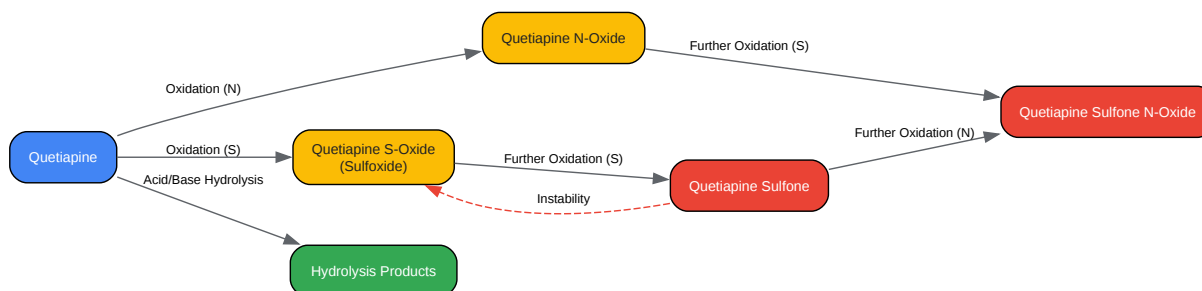 Quetiapine N-Oxide
Further Oxidation (S)
Oxidation (N)
Quetiapine Sulfone N-Oxide
Further Oxidation (N)
Quetiapine
Oxidation (S)
Quetiapine S-Oxide
(Sulfoxide)
Further Oxidation (S)
Quetiapine Sulfone
Acid/Base Hydrolysis
Instability
Hydrolysis Products